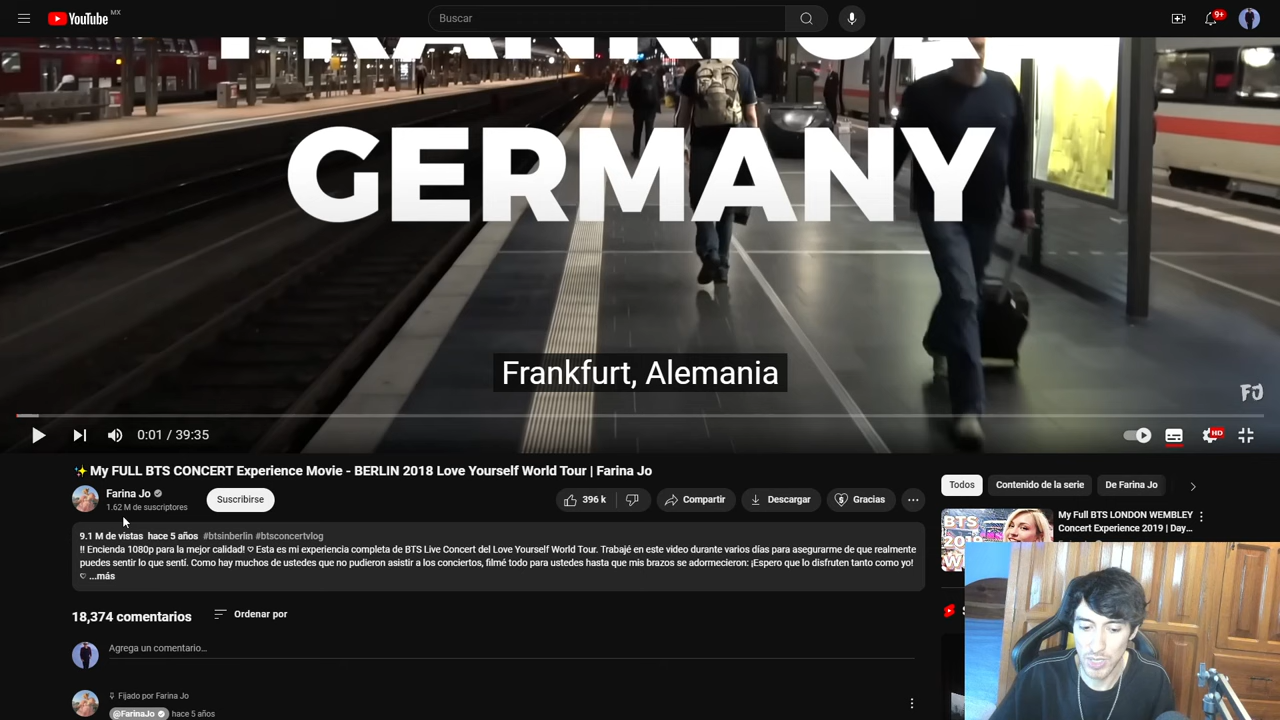 YouTube MX
Buscar
9+
FRANKFURT
GERMANY
Frankfurt, Alemania
FJ
0:01 / 39:35
HD
✨My FULL BTS CONCERT Experience Movie - BERLIN 2018 Love Yourself World Tour | Farina Jo
Farina Jo
1.62 M de suscriptores
Suscribirse
396 k
Compartir
Descargar
Gracias
Todos
Contenido de la serie
De Farina Jo
9.1 M de vistas hace 5 años #btsinberlin #btsconcertvlog
!! Encienda 1080p para la mejor calidad! ♡ Esta es mi experiencia completa de BTS Live Concert del Love Yourself World Tour. Trabajé en este video durante varios días para asegurarme de que realmente
puedes sentir lo que sentí. Como hay muchos de ustedes que no pudieron asistir a los conciertos, filmé todo para ustedes hasta que mis brazos se adormecieron: ¡Espero que lo disfruten tanto como yo!
♡ ...más
My Full BTS LONDON WEMBLEY
Concert Experience 2019 | Day...
BTS
18,374 comentarios
Ordenar por
Agrega un comentario...
Fijado por Farina Jo
@FarinaJo hace 5 años